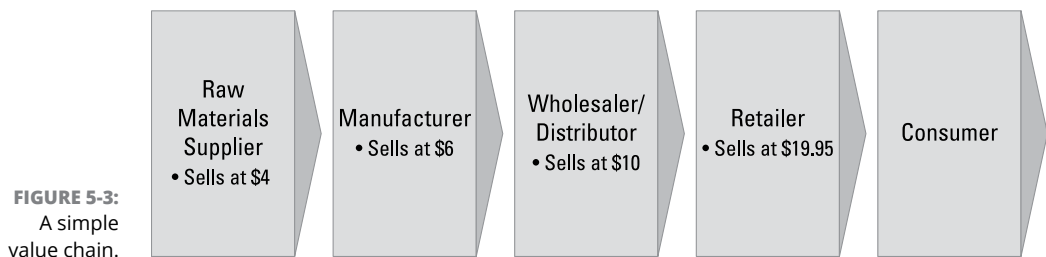 Raw
Materials
Supplier
• Sells at $4
Manufacturer
• Sells at $6
Wholesaler/
Distributor
• Sells at $10
Retailer
• Sells at $19.95
Consumer
FIGURE 5-3:
A simple
value chain.